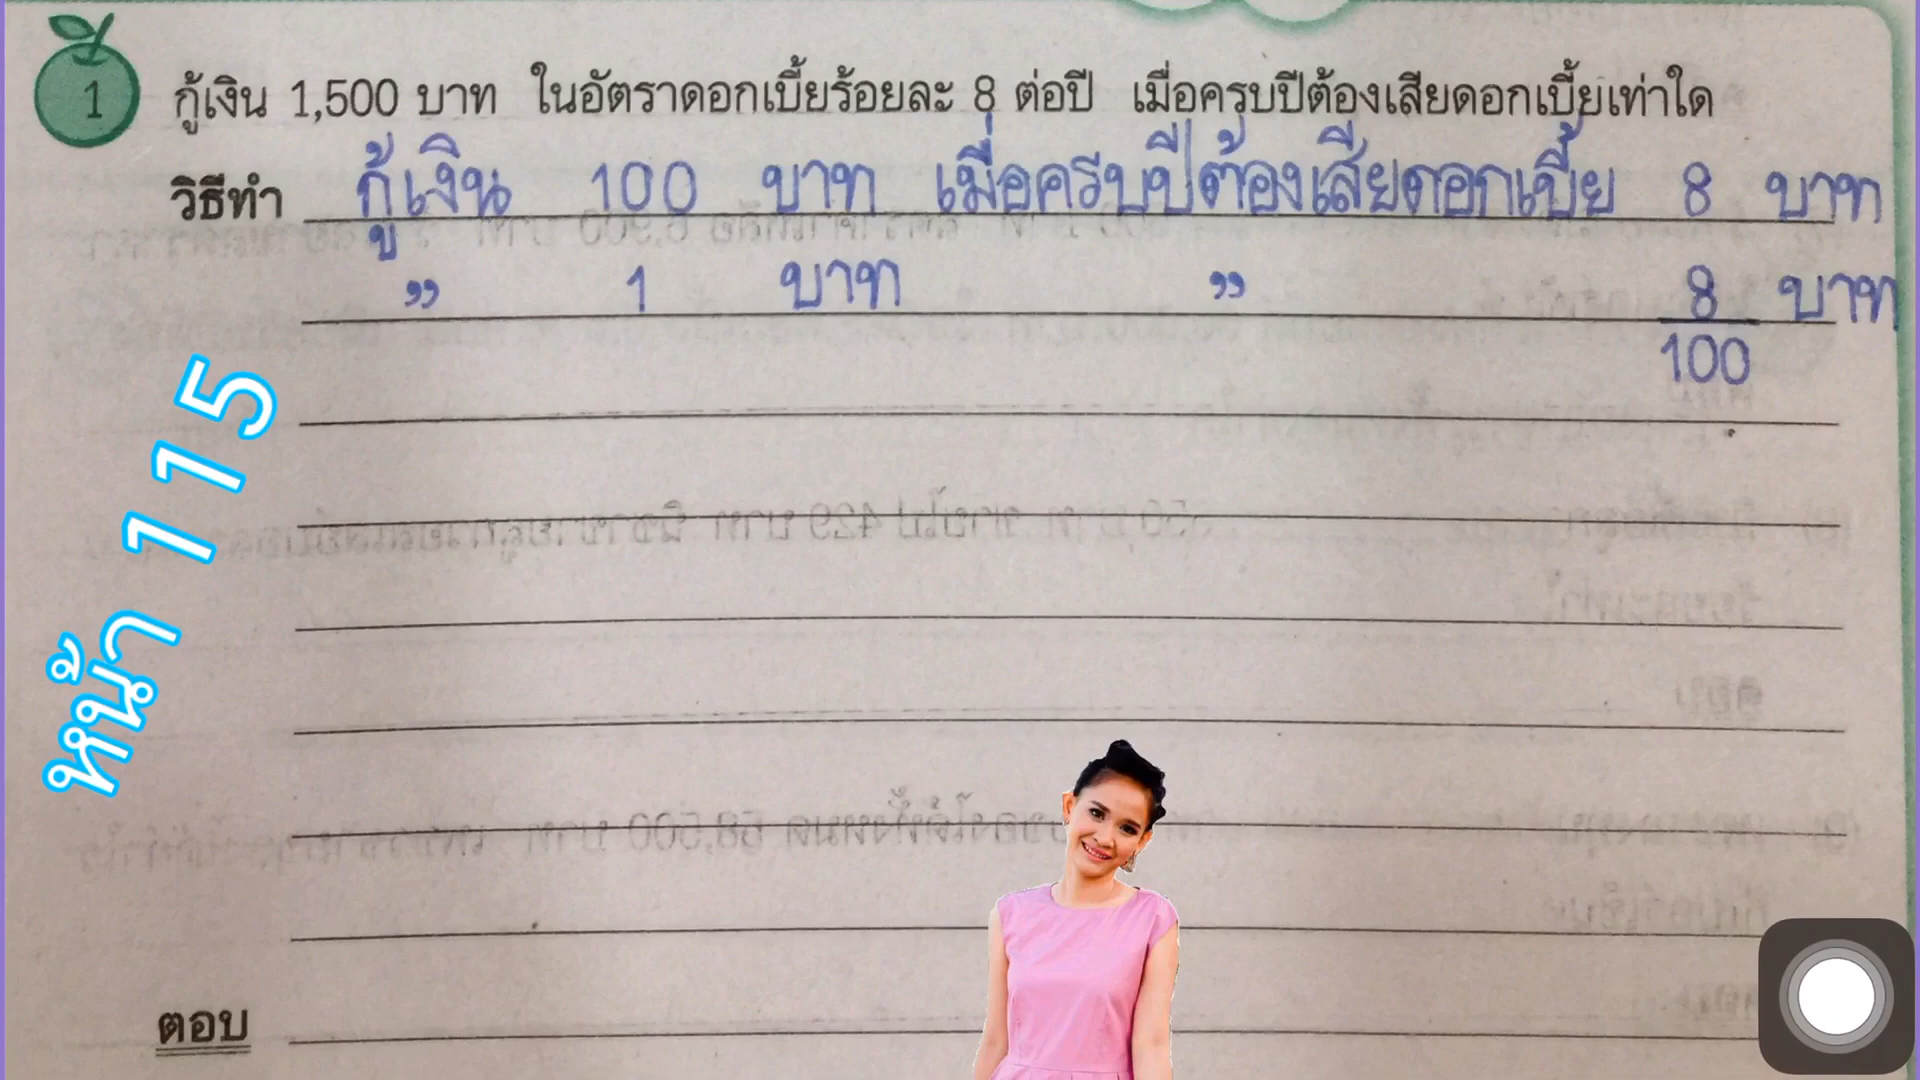 1 กู้เงิน 1,500 บาท ในอัตราดอกเบี้ยร้อยละ 8 ต่อปี เมื่อครบปีต้องเสียดอกเบี้ยเท่าใด
วิธีทำ กู้เงิน 100 บาท เมื่อครบปีต้องเสียดอกเบี้ย 8 บาท
” 1 บาท ” 8 บาท
100
หน้า 115
ตอบ